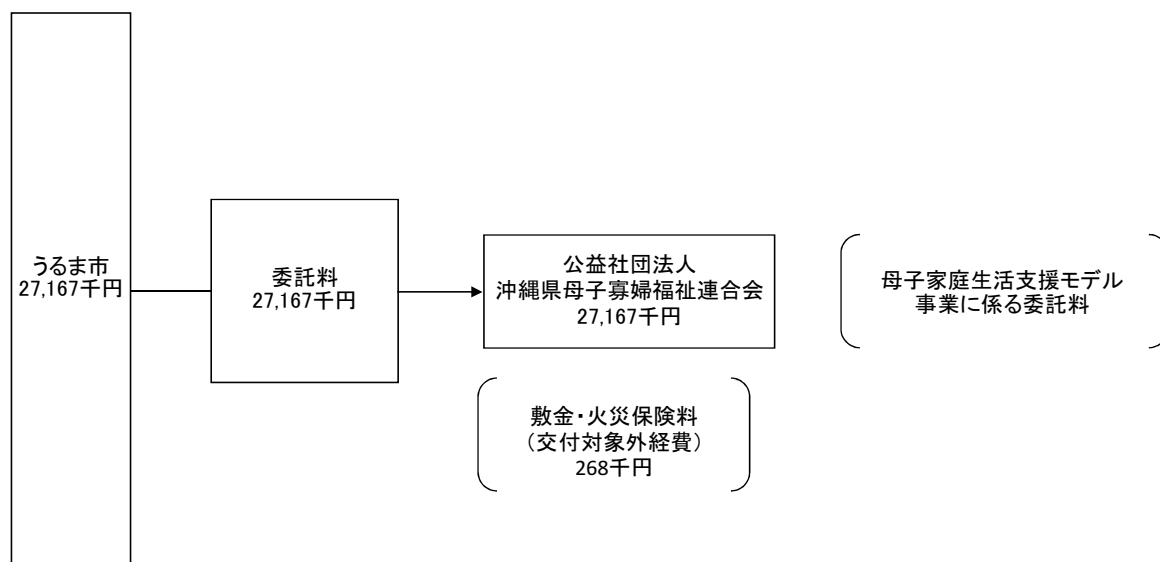 うるま市
27,167千円
委託料
27,167千円
公益社団法人
沖縄県母子寡婦福祉連合会
27,167千円
母子家庭生活支援モデル
事業に係る委託料
敷金・火災保険料
（交付対象外経費）
268千円